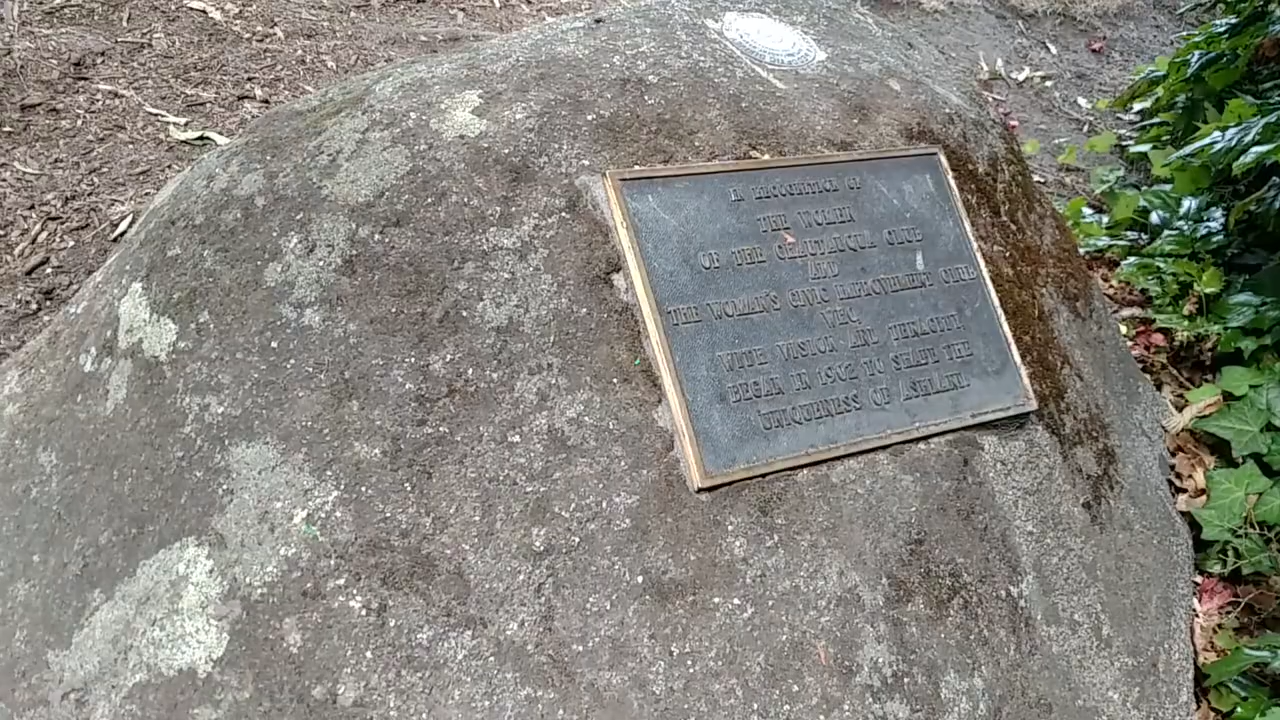 IN RECOGNITION OF
THE WOMEN
OF THE CHAUTAUQUA CLUB
AND
THE WOMAN'S CIVIC IMPROVEMENT CLUB
WHO,
WITH VISION AND TENACITY,
BEGAN IN 1902 TO SHAPE THE
UNIQUENESS OF ASHLAND.